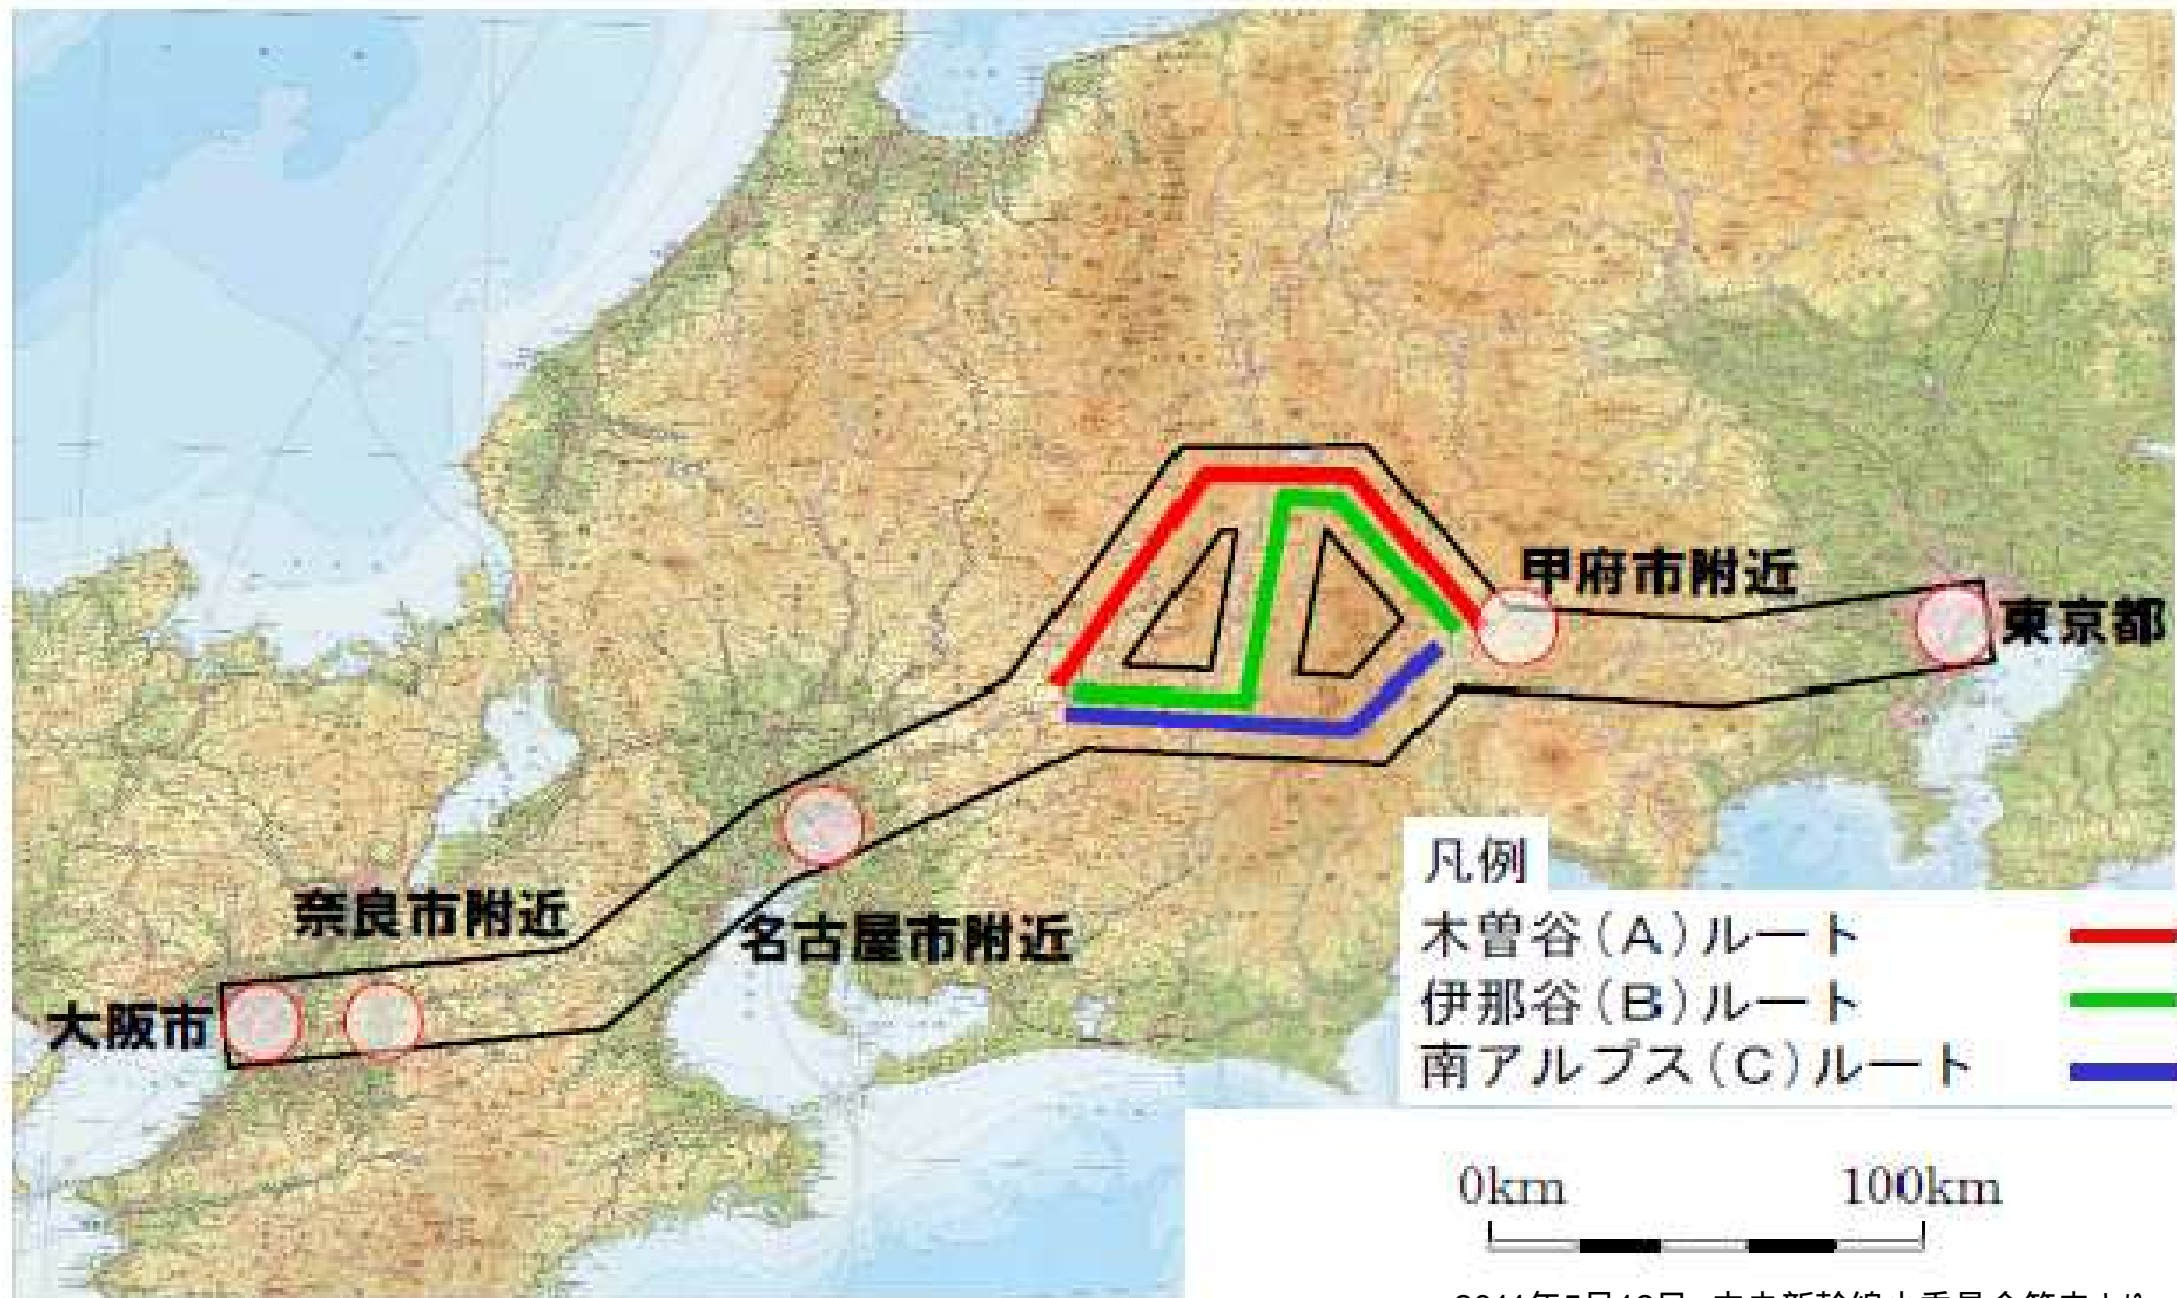 甲府市附近
東京都
奈良市附近
名古屋市附近
大阪市
凡例
木曽谷(A)ルート
伊那谷(B)ルート
南アルプス(C)ルート
0km 100km